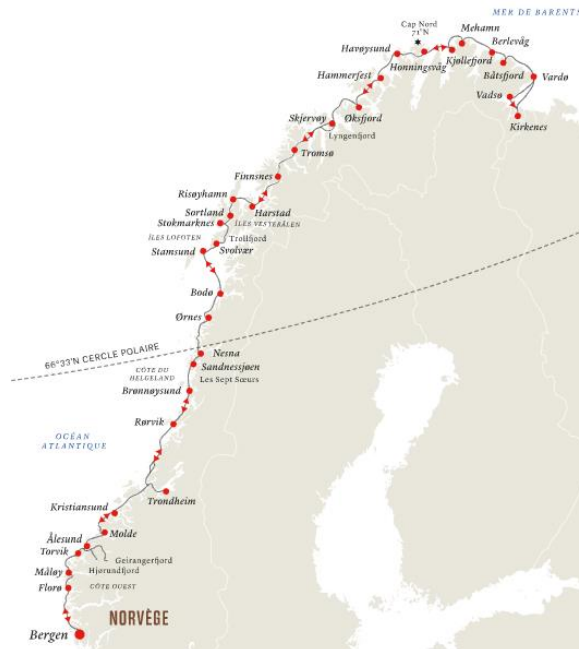 MER DE BARENTS
Cap Nord
71°N
Mehamn
Berlevåg
Havøysund
Honningsvåg
Kjøllefjord
Båtsfjord
Vardø
Hammerfest
Vadsø
Øksfjord
Kirkenes
Skjervøy
Lyngenfjord
Tromsø
Finnsnes
Risøyhamn
Harstad
Sortland
Stokmarknes
ÎLES VESTERÅLEN
ÎLES LOFOTEN
Trollfjord
Stamsund
Svolvær
Bodø
Ørnes
66°33'N CERCLE POLAIRE
Nesna
Sandnessjøen
CÔTE DU
HELGELAND
Les Sept Sœurs
Brønnøysund
Rørvik
OCÉAN
ATLANTIQUE
Trondheim
Kristiansund
Molde
Ålesund
Torvik
Geirangerfjord
Hjørundfjord
Måløy
Florø
CÔTE OUEST
NORVÈGE
Bergen